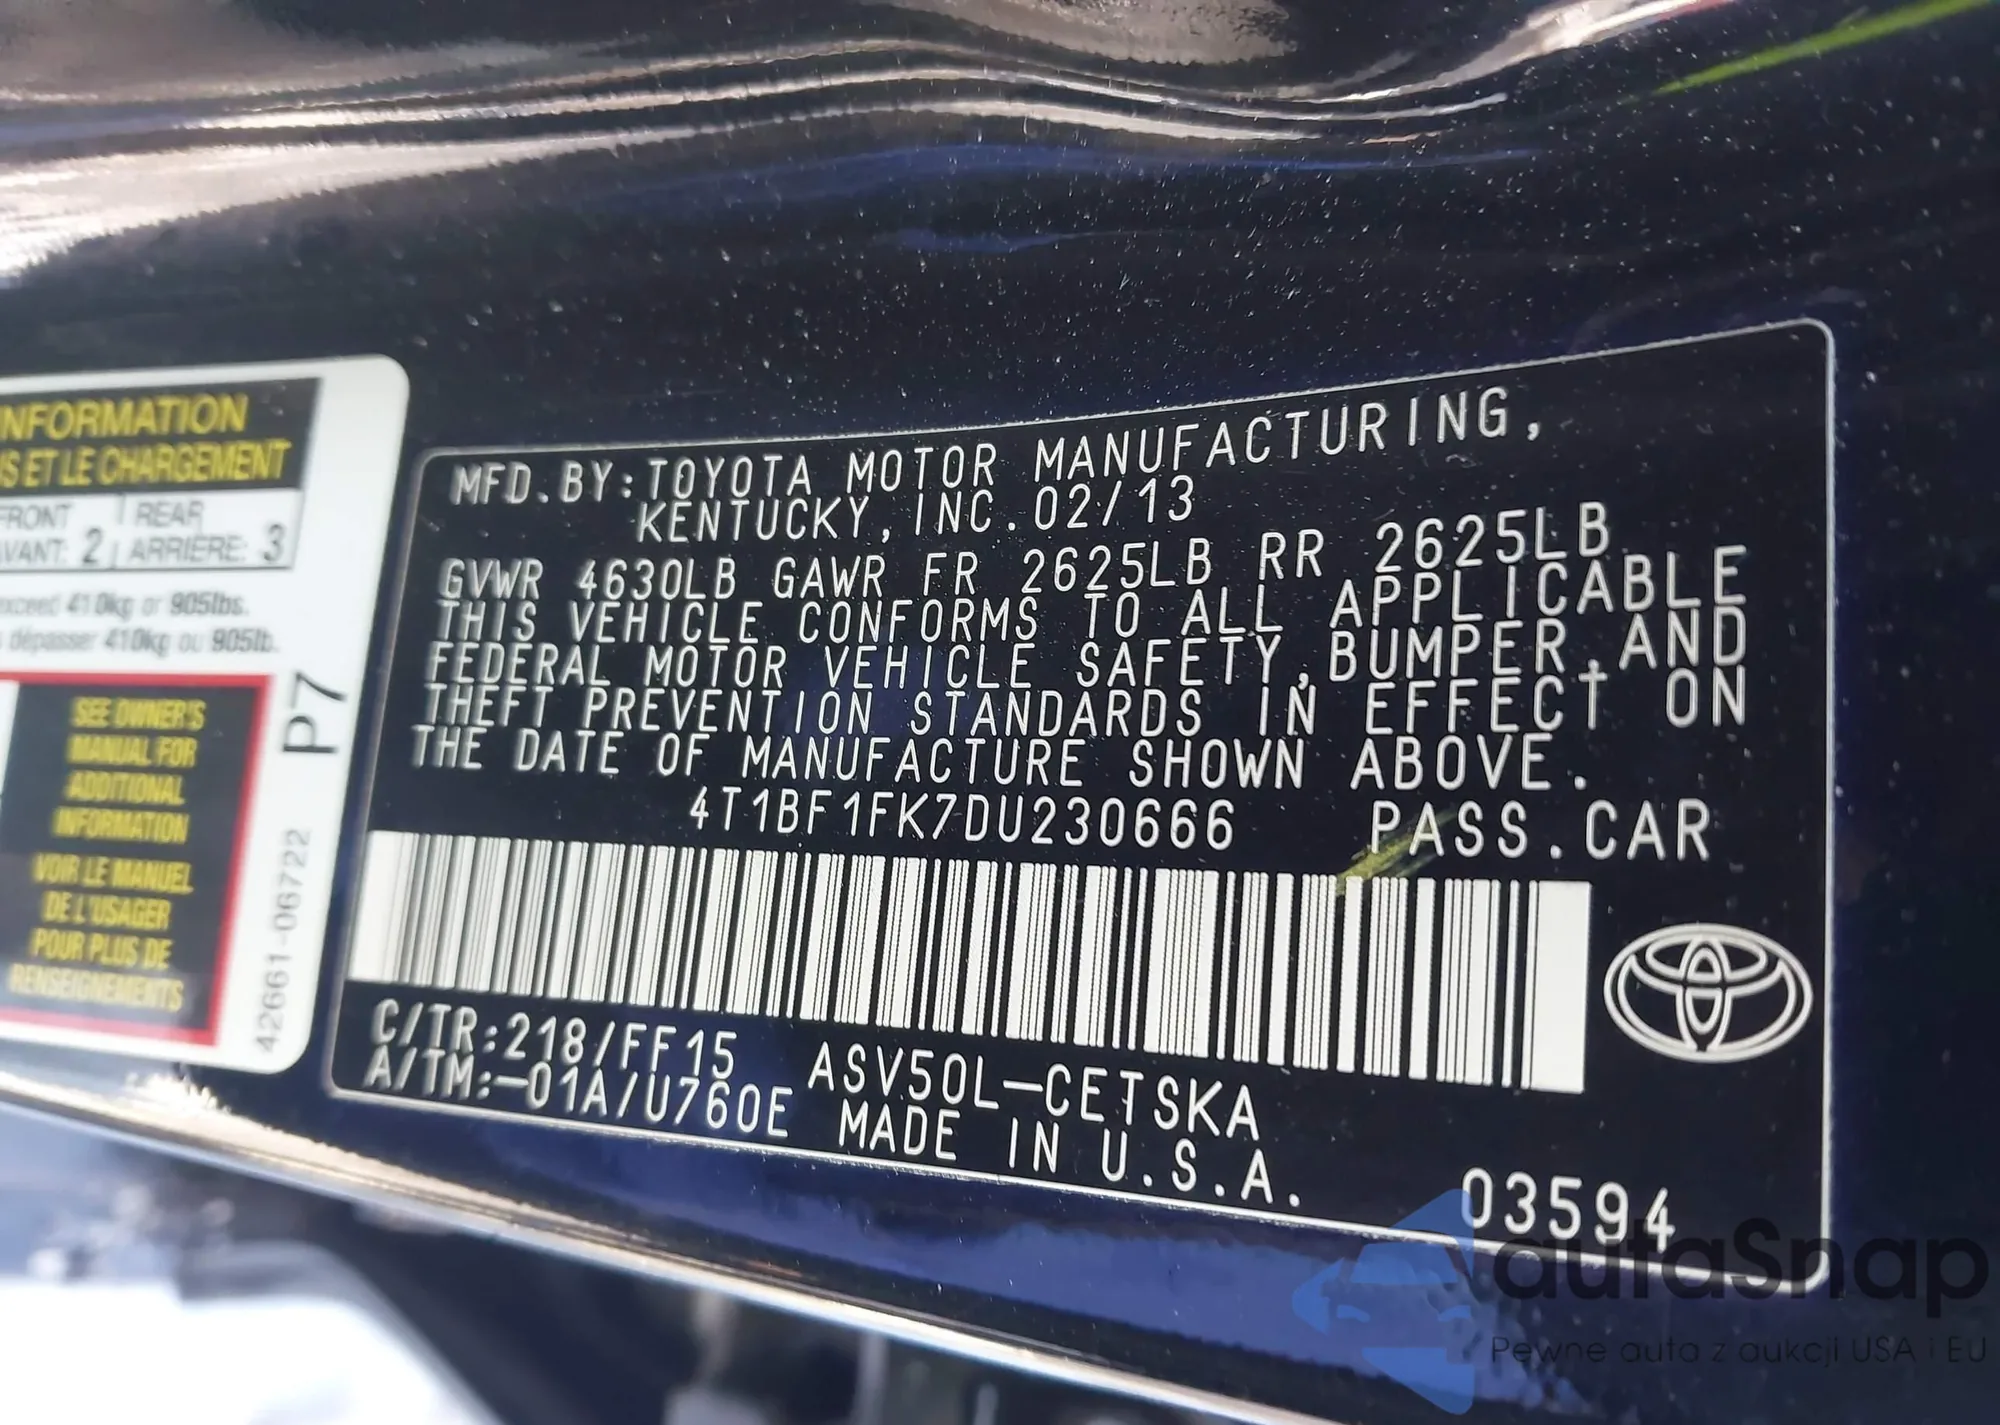 NFORMATION
S ET LE CHARGEMENT
FRONT REAR
VANT: 2 ARRIÈRE: 3
exceed 410kg or 905lbs.
dépasser 410kg ou 905lb.
SEE OWNER'S
MANUAL FOR
ADDITIONAL
INFORMATION
VOIR LE MANUEL
DE L'USAGER
POUR PLUS DE
RENSEIGNEMENTS
P7
42661-06722
MFD.BY:TOYOTA MOTOR MANUFACTURING,
KENTUCKY,INC.02/13
GVWR 4630LB GAWR FR 2625LB RR 2625LB
THIS VEHICLE CONFORMS TO ALL APPLICABLE
FEDERAL MOTOR VEHICLE SAFETY,BUMPER,AND
THEFT PREVENTION STANDARDS IN EFFECT ON
THE DATE OF MANUFACTURE SHOWN ABOVE.
4T1BF1FK7DU230666 PASS.CAR
C/TR:218/FF15 ASV50L-CETSKA
A/TM:-01A/U760E MADE IN U.S.A.
03594
autaSnap
Pewne auta z aukcji USA i EU